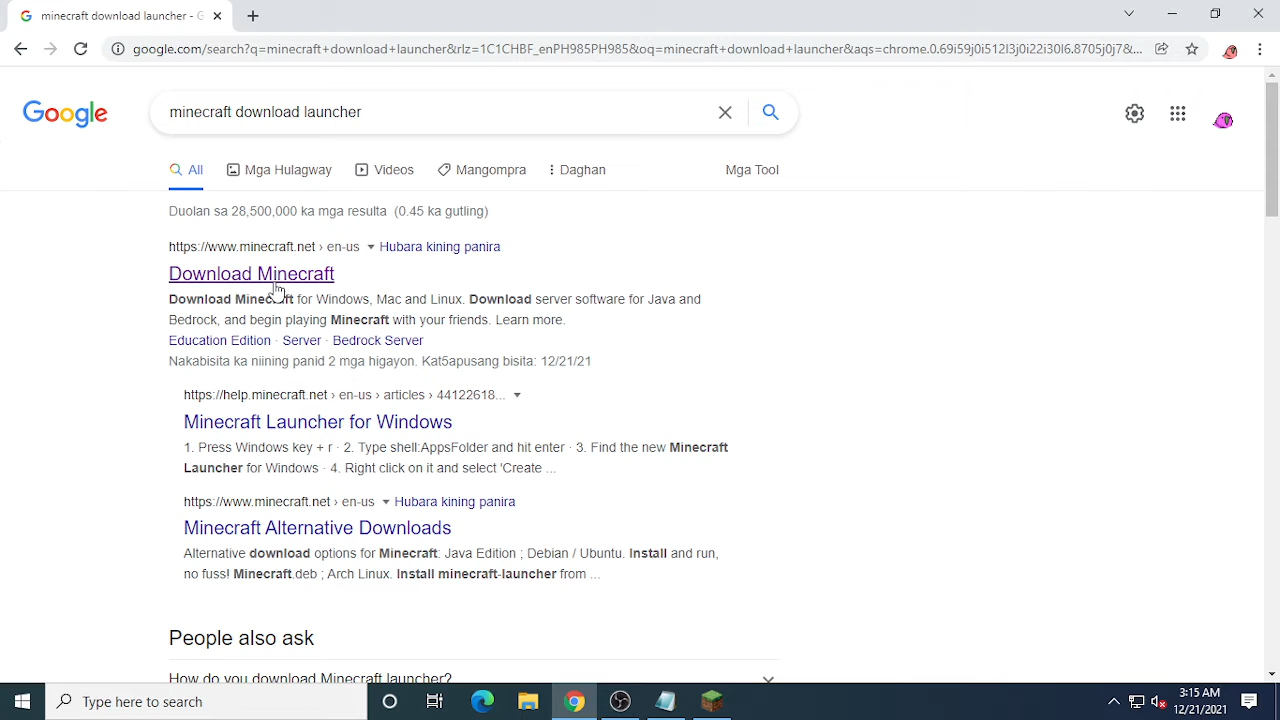 minecraft download launcher - G
google.com/search?q=minecraft+download+launcher&rlz=1C1CHBF_enPH985PH985&oq=minecraft+download+launcher&aqs=chrome.0.69i59j0i512l3j0i22i30l6.8705j0j7&...
Google
minecraft download launcher
All Mga Hulagway Videos Mangompra Daghan Mga Tool
Duolan sa 28,500,000 ka mga resulta (0.45 ka gutling)
https://www.minecraft.net › en-us Hubara kining panira
Download Minecraft
Download Minecraft for Windows, Mac and Linux. Download server software for Java and
Bedrock, and begin playing Minecraft with your friends. Learn more.
Education Edition · Server · Bedrock Server
Nakabisita ka niining panid 2 mga higayon. Kat5apusang bisita: 12/21/21
https://help.minecraft.net › en-us › articles › 44122618...
Minecraft Launcher for Windows
1. Press Windows key + r · 2. Type shell:AppsFolder and hit enter · 3. Find the new Minecraft
Launcher for Windows · 4. Right click on it and select 'Create ...
https://www.minecraft.net › en-us Hubara kining panira
Minecraft Alternative Downloads
Alternative download options for Minecraft: Java Edition ; Debian / Ubuntu. Install and run,
no fuss! Minecraft.deb ; Arch Linux. Install minecraft-launcher from ...
People also ask
How do you download Minecraft launcher?
Type here to search
3:15 AM
12/21/2021